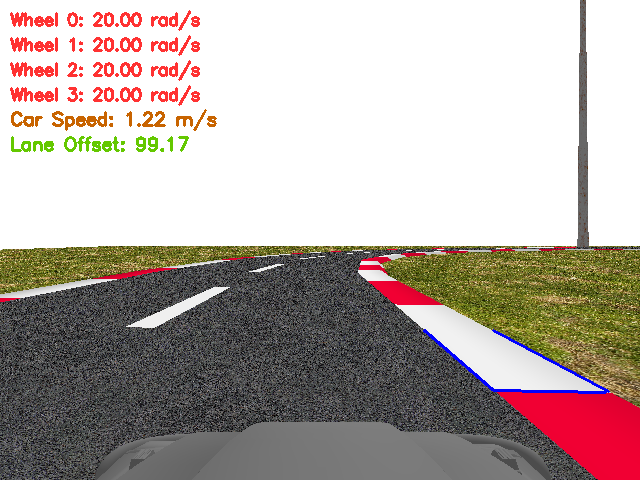 Wheel 0: 20.00 rad/s
Wheel 1: 20.00 rad/s
Wheel 2: 20.00 rad/s
Wheel 3: 20.00 rad/s
Car Speed: 1.22 m/s
Lane Offset: 99.17